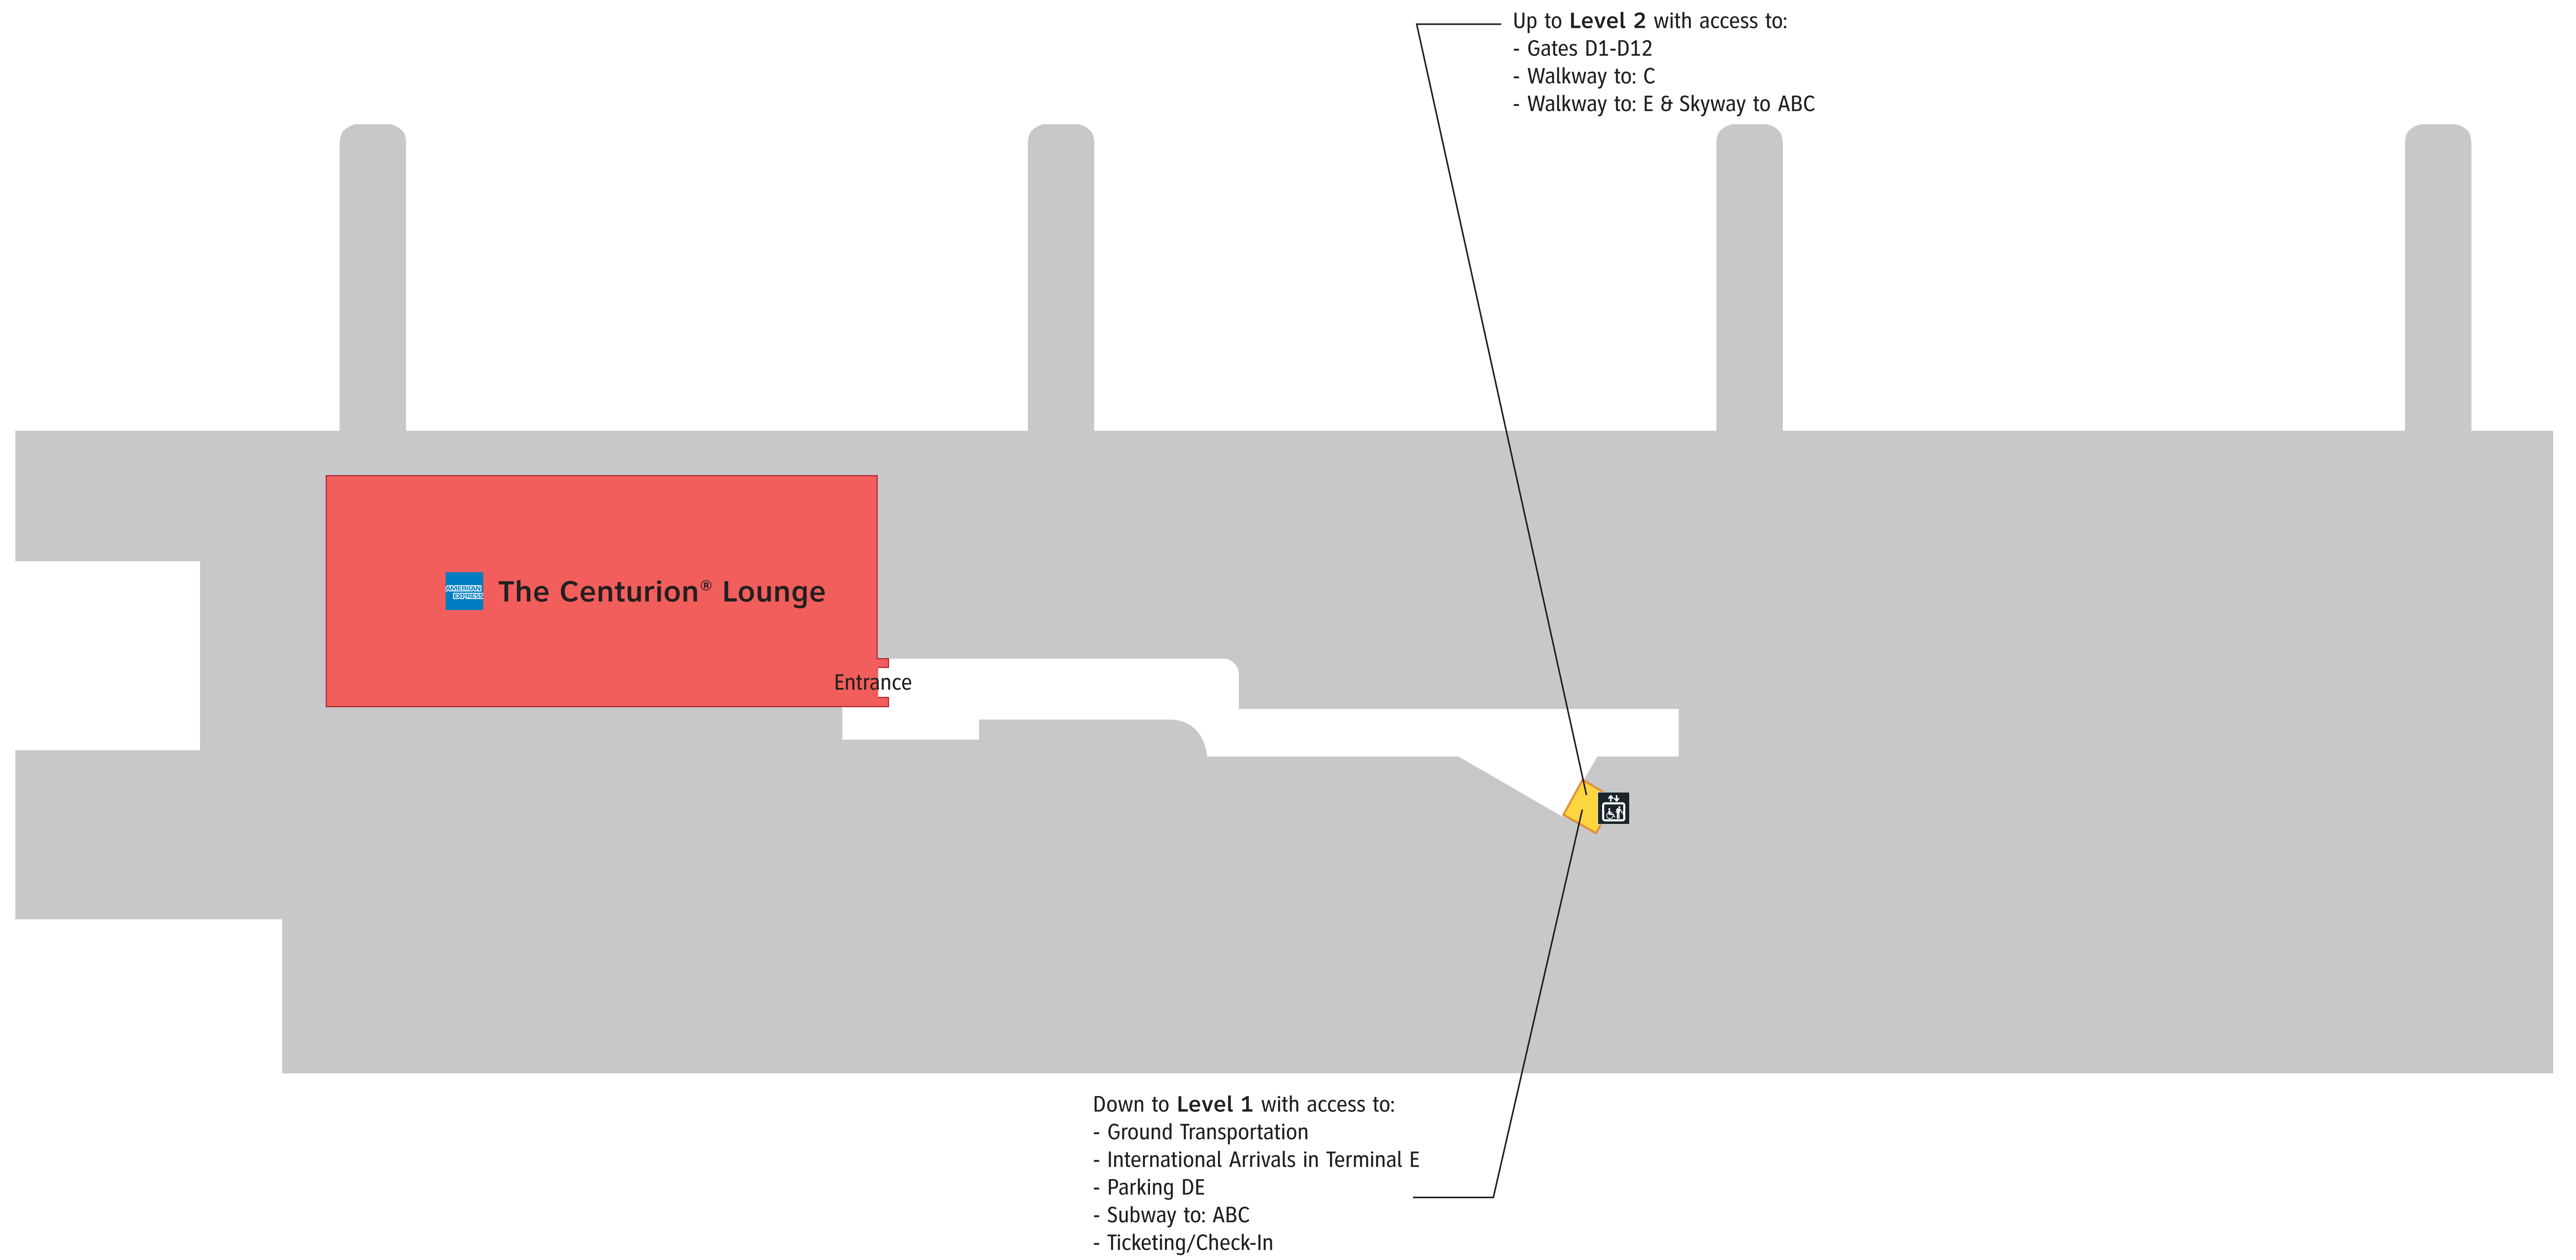 Up to Level 2 with access to:
- Gates D1-D12
- Walkway to: C
- Walkway to: E & Skyway to ABC
AMERICAN
EXPRESS
The Centurion® Lounge
Entrance
Down to Level 1 with access to:
- Ground Transportation
- International Arrivals in Terminal E
- Parking DE
- Subway to: ABC
- Ticketing/Check-In